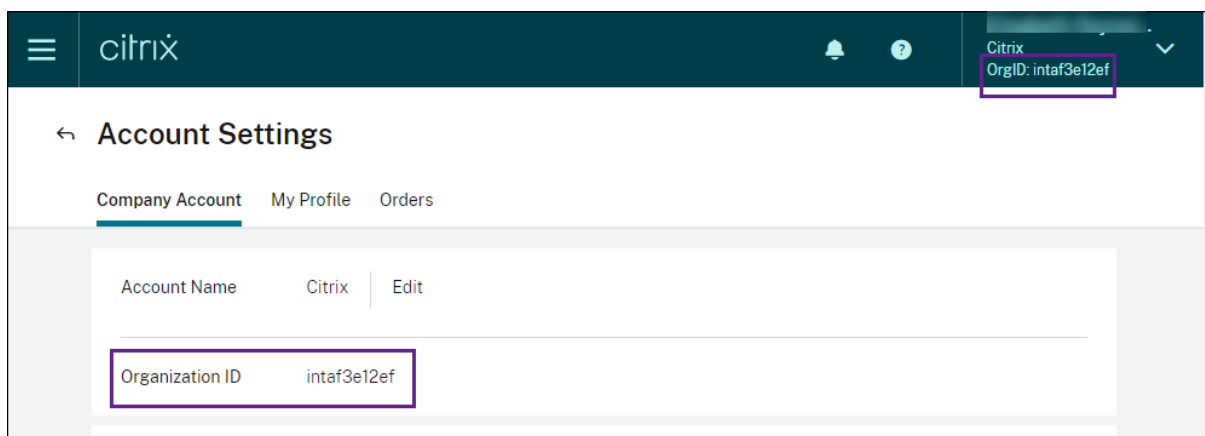 citrix
?
Citrix
OrgID: intaf3e12ef
Account Settings
Company Account My Profile Orders
Account Name Citrix Edit
Organization ID intaf3e12ef